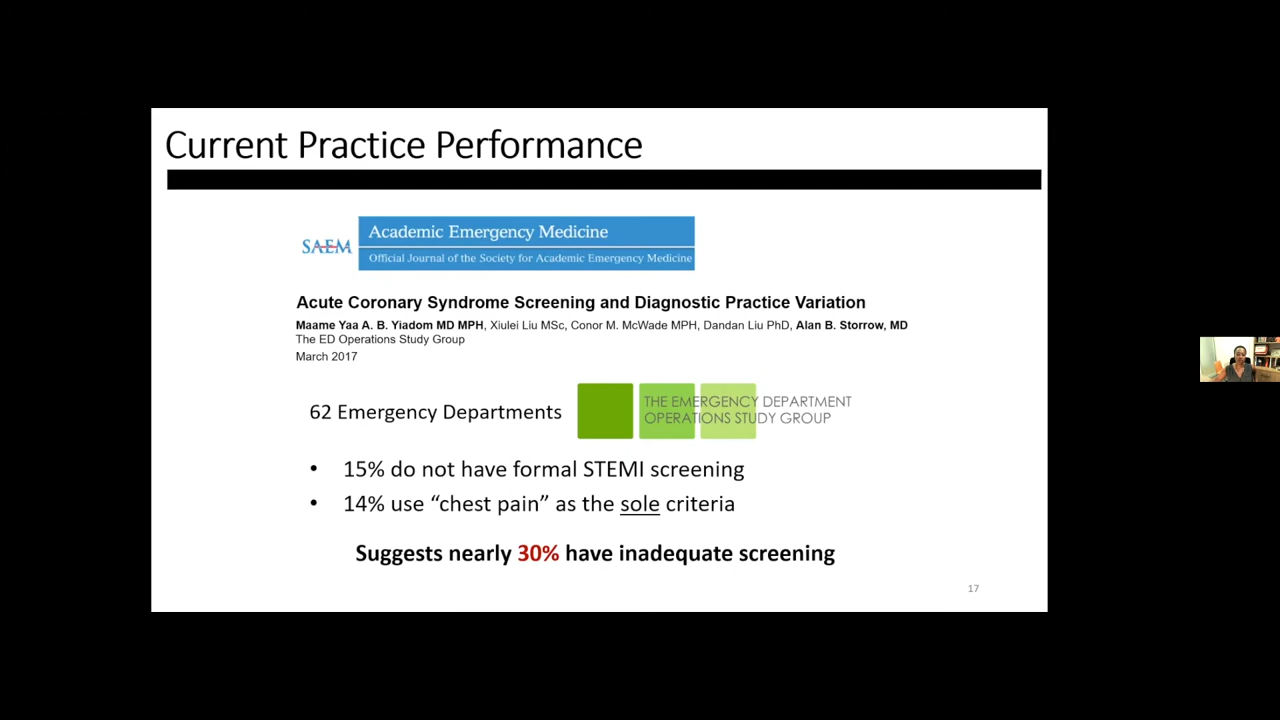 Current Practice Performance
SAEM
Academic Emergency Medicine
Official Journal of the Society for Academic Emergency Medicine
Acute Coronary Syndrome Screening and Diagnostic Practice Variation
Maame Yaa A. B. Yiadom MD MPH, Xiulei Liu MSc, Conor M. McWade MPH, Dandan Liu PhD, Alan B. Storrow, MD
The ED Operations Study Group
March 2017
62 Emergency Departments
THE EMERGENCY DEPARTMENT
OPERATIONS STUDY GROUP
• 15% do not have formal STEMI screening
• 14% use “chest pain” as the sole criteria
Suggests nearly 30% have inadequate screening
17